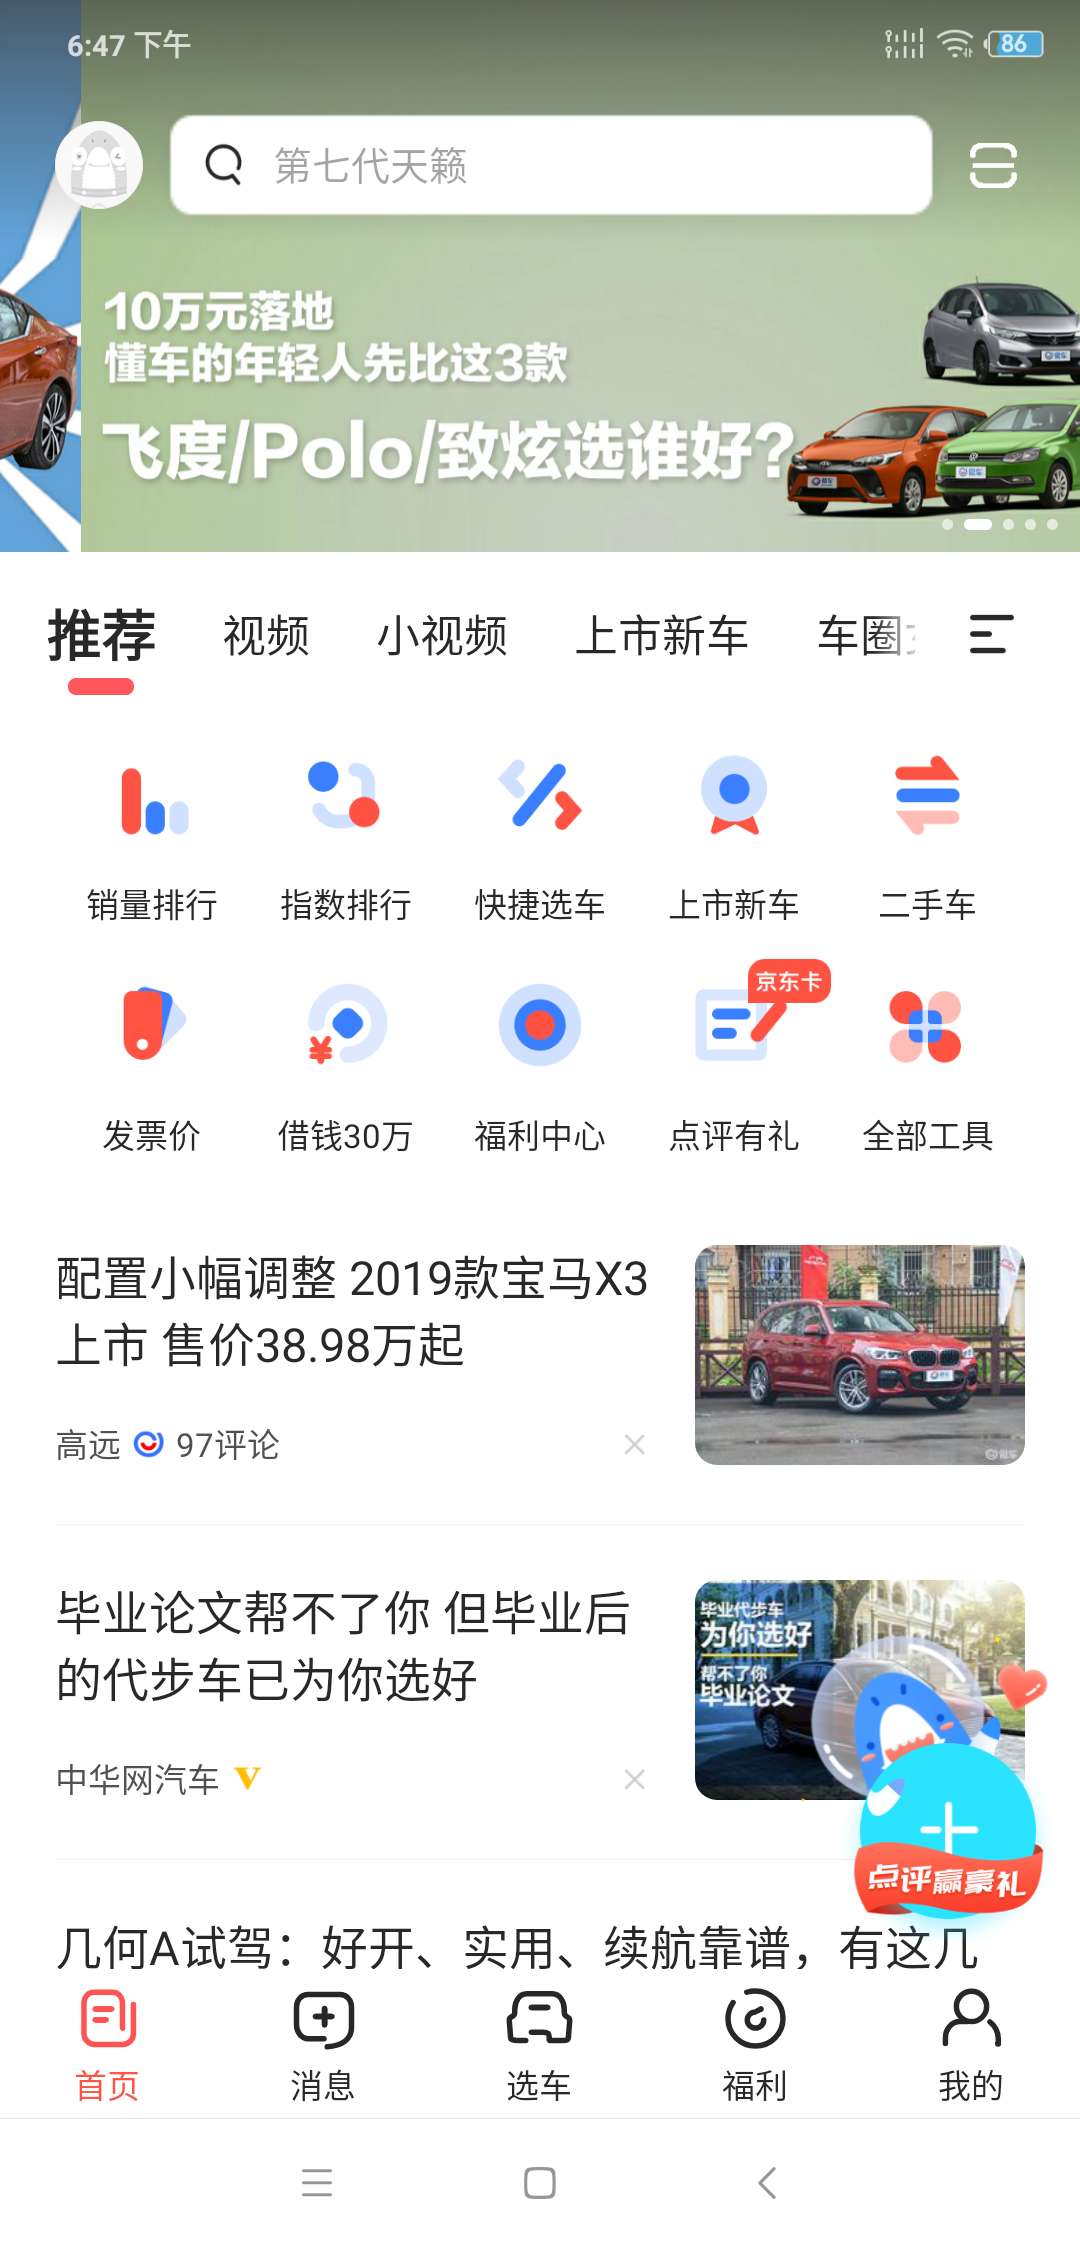 6:47 下午
86
第七代天籁
10万元落地
懂车的年轻人先比这3款
飞度/Polo/致炫选谁好?
推荐 视频 小视频 上市新车 车圈
销量排行 指数排行 快捷选车 上市新车 二手车
京东卡
发票价 借钱30万 福利中心 点评有礼 全部工具
配置小幅调整 2019款宝马X3
上市 售价38.98万起
高远 97评论
毕业论文帮不了你 但毕业后
的代步车已为你选好
中华网汽车
毕业代步车
为你选好
帮不了你
毕业论文
点评赢豪礼
几何A试驾：好开、实用、续航靠谱，有这几
首页 消息 选车 福利 我的